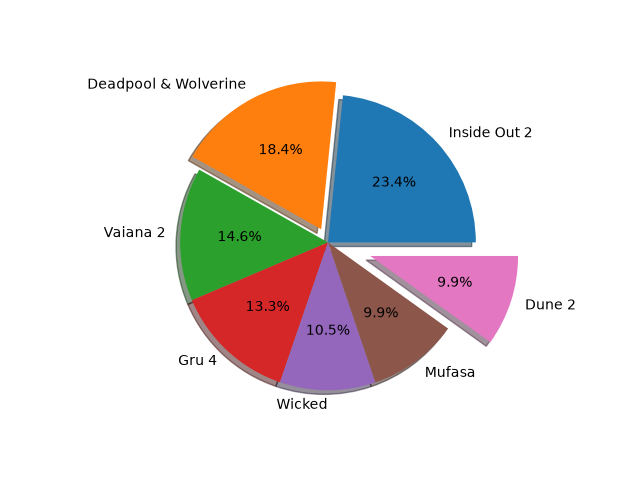 Deadpool & Wolverine
Inside Out 2
18.4%
23.4%
Vaiana 2
14.6%
9.9%
Dune 2
13.3%
9.9%
10.5%
Gru 4
Mufasa
Wicked